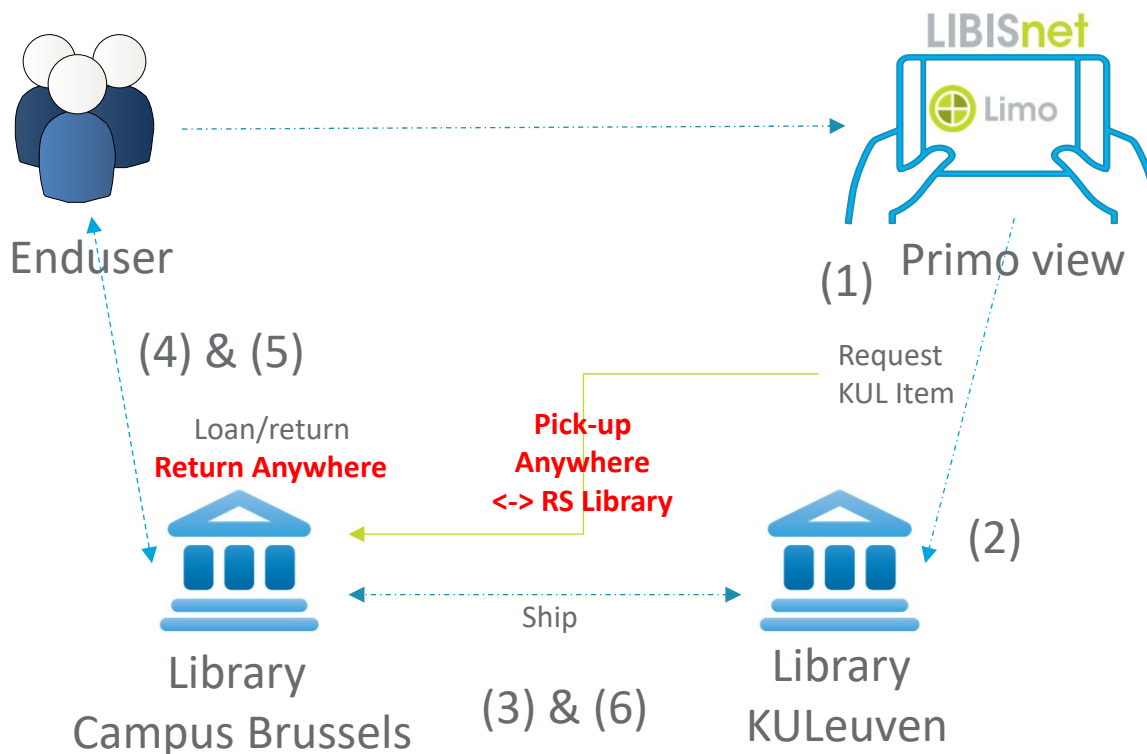 LIBISnet
Limo
Enduser
Primo view
(1)
(4) & (5)
Request
KUL Item
Loan/return
Return Anywhere
Pick-up
Anywhere
<-> RS Library
(2)
Ship
Library
Campus Brussels
(3) & (6)
Library
KULeuven